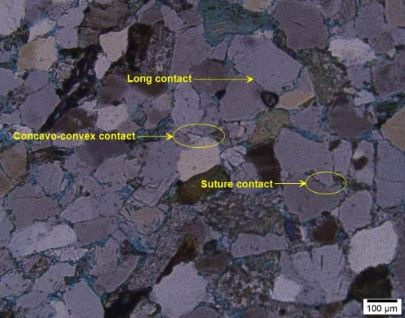 Long contact
Concavo-convex contact
Suture contact
100 µm